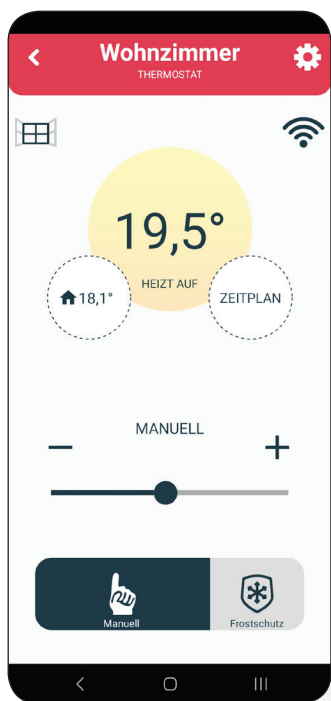 Wohnzimmer
THERMOSTAT
19,5°
HEIZT AUF
18,1°
ZEITPLAN
MANUELL
Manuell
Frostschutz